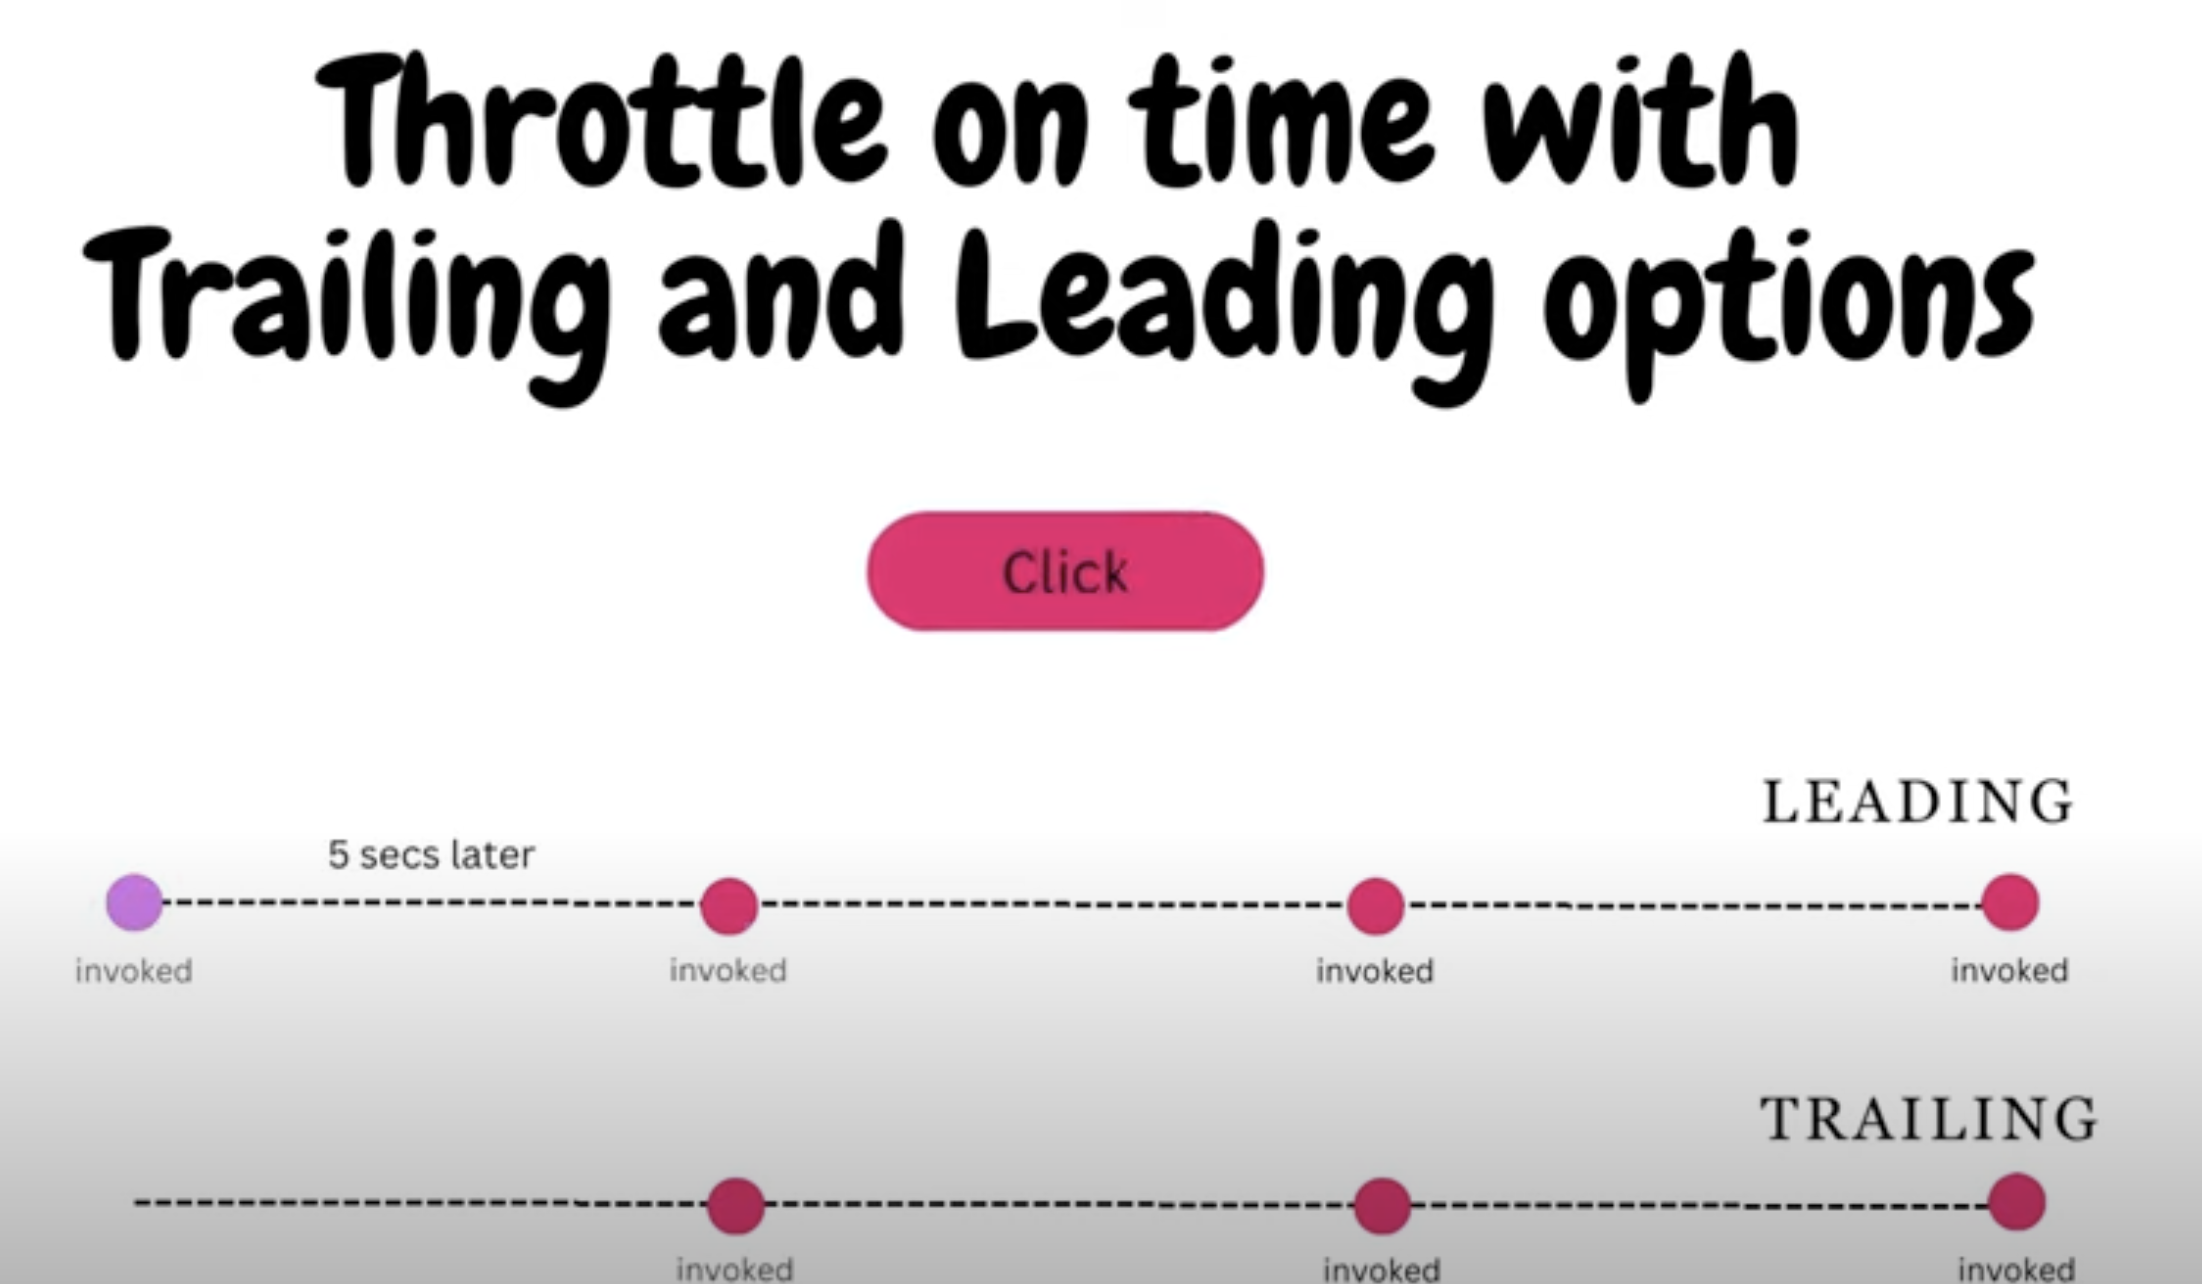 Throttle on time with
Trailing and Leading options
Click
LEADING
5 secs later
invoked invoked invoked invoked
TRAILING
invoked invoked invoked